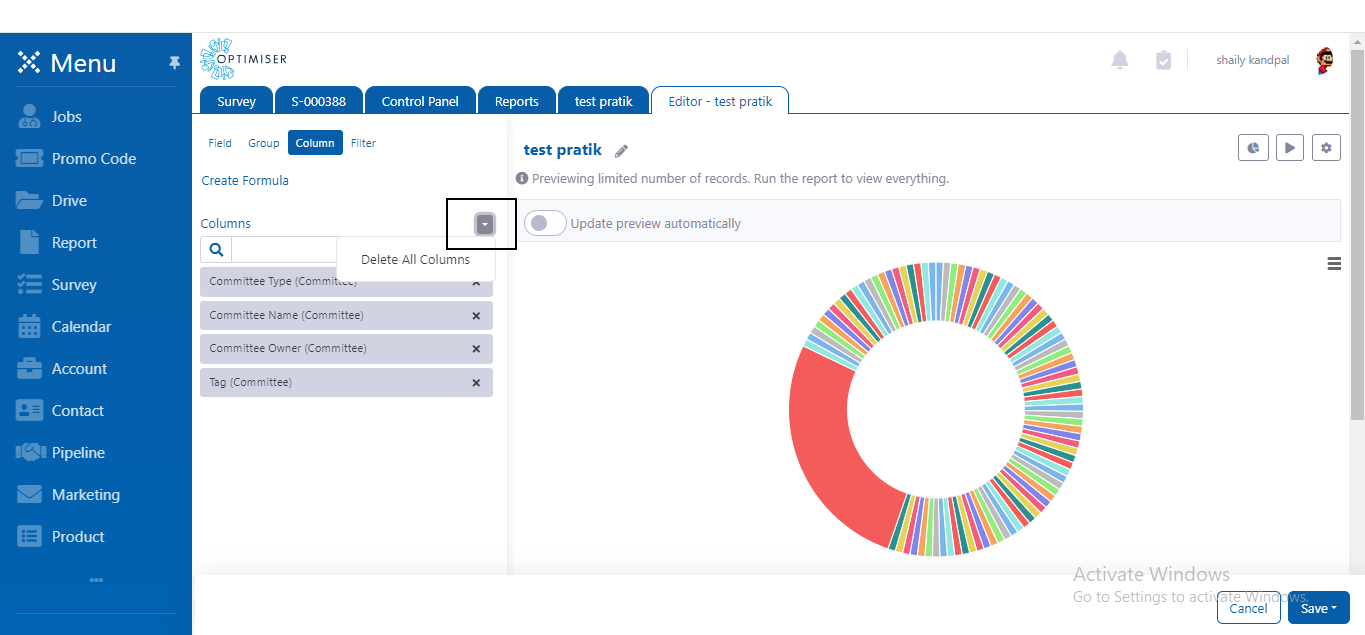 Menu
OPTIMISER
shaily kandpal
Survey
S-000388
Control Panel
Reports
test pratik
Editor - test pratik
Jobs
Promo Code
Drive
Report
Survey
Calendar
Account
Contact
Pipeline
Marketing
Product
Field
Group
Column
Filter
Create Formula
Columns
Delete All Columns
Committee Type (Committee)
Committee Name (Committee)
Committee Owner (Committee)
Tag (Committee)
test pratik
Previewing limited number of records. Run the report to view everything.
Update preview automatically
Activate Windows
Go to Settings to activate Windows.
Cancel
Save